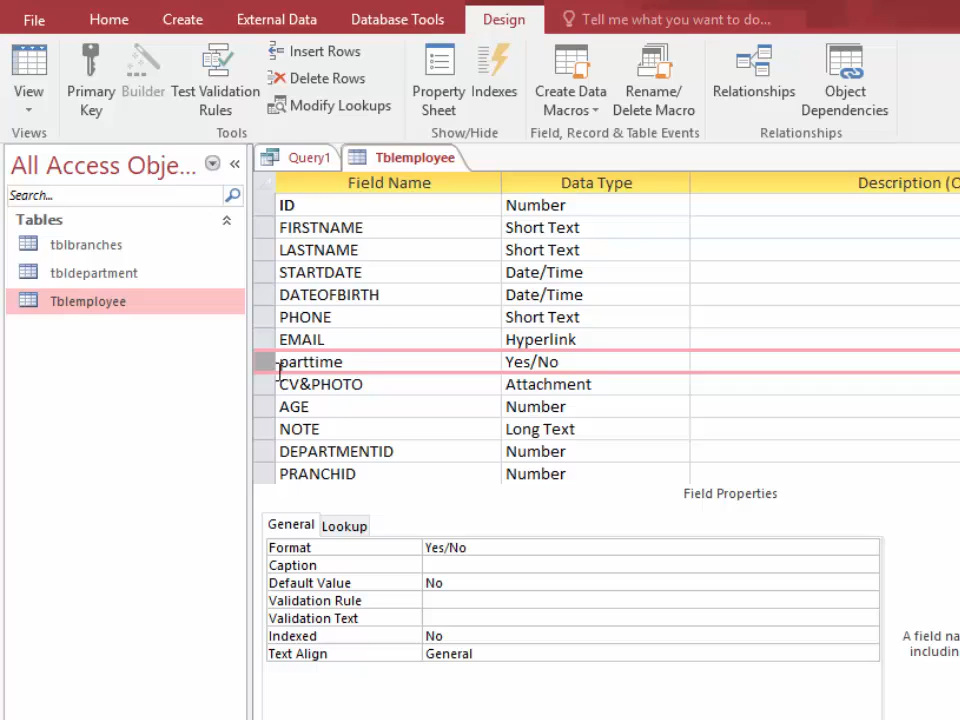 File Home Create External Data Database Tools Design Tell me what you want to do...
View
Primary Key
Builder
Test Validation Rules
Insert Rows
Delete Rows
Modify Lookups
Property Sheet
Indexes
Create Data Macros
Rename/ Delete Macro
Relationships
Object Dependencies
Views Tools Show/Hide Field, Record & Table Events Relationships
All Access Obje... «
Search...
Tables
tblbranches
tbldepartment
Tblemployee
Query1 Tblemployee
Field Name Data Type Description (O
ID Number
FIRSTNAME Short Text
LASTNAME Short Text
STARTDATE Date/Time
DATEOFBIRTH Date/Time
PHONE Short Text
EMAIL Hyperlink
parttime Yes/No
CV&PHOTO Attachment
AGE Number
NOTE Long Text
DEPARTMENTID Number
PRANCHID Number
Field Properties
General Lookup
Format Yes/No
Caption
Default Value No
Validation Rule
Validation Text
Indexed No
Text Align General
A field na
includin